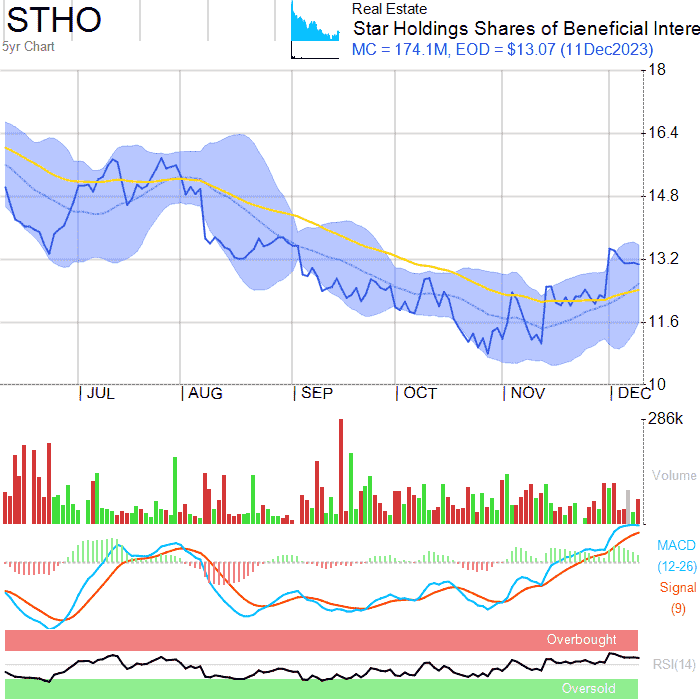 STHO
5yr Chart
Real Estate
Star Holdings Shares of Beneficial Intere
MC = 174.1M, EOD = $13.07 (11Dec2023)
18
16.4
14.8
13.2
11.6
10
JUL AUG SEP OCT NOV DEC
286k
Volume
MACD
(12-26)
Signal
(9)
Overbought
RSI(14)
Oversold